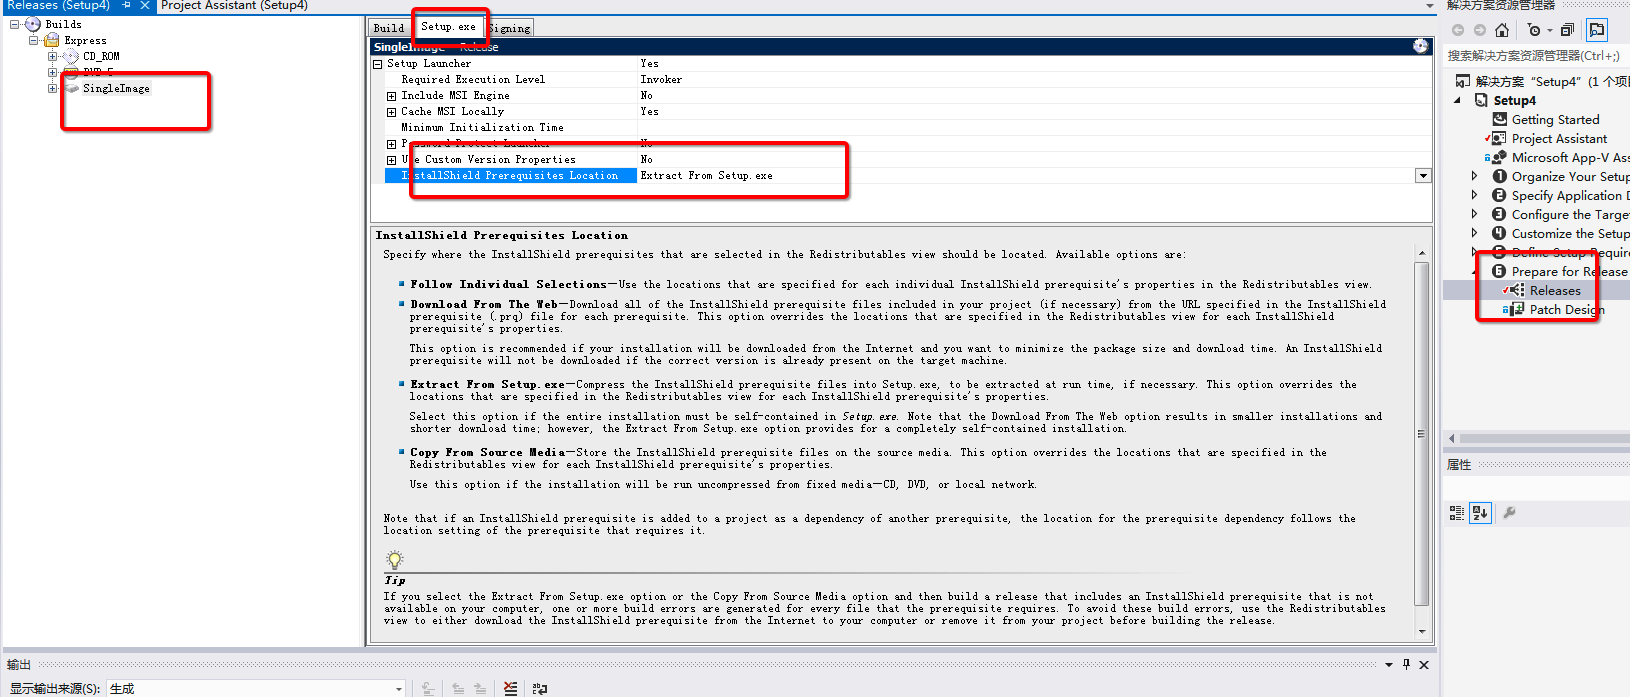 Releases (Setup4)
Project Assistant (Setup4)
Builds
Express
CD_ROM
SingleImage
Build
Setup.exe
Signing
SingleImage
Release
Setup Launcher
Yes
Required Execution Level
Invoker
Include MSI Engine
No
Cache MSI Locally
Yes
Minimum Initialization Time
Password Protect Launcher
No
Use Custom Version Properties
No
InstallShield Prerequisites Location
Extract From Setup.exe
InstallShield Prerequisites Location
Specify where the InstallShield prerequisites that are selected in the Redistributables view should be located. Available options are:
Follow Individual Selections—Use the locations that are specified for each individual InstallShield prerequisite's properties in the Redistributables view.
Download From The Web—Download all of the InstallShield prerequisite files included in your project (if necessary) from the URL specified in the InstallShield
prerequisite (.prq) file for each prerequisite. This option overrides the locations that are specified in the Redistributables view for each InstallShield
prerequisite's properties.
This option is recommended if your installation will be downloaded from the Internet and you want to minimize the package size and download time. An InstallShield
prerequisite will not be downloaded if the correct version is already present on the target machine.
Extract From Setup.exe—Compress the InstallShield prerequisite files into Setup.exe, to be extracted at run time, if necessary. This option overrides the
locations that are specified in the Redistributables view for each InstallShield prerequisite's properties.
Select this option if the entire installation must be self-contained in Setup.exe. Note that the Download From The Web option results in smaller installations and
shorter download time; however, the Extract From Setup.exe option provides for a completely self-contained installation.
Copy From Source Media—Store the InstallShield prerequisite files on the source media. This option overrides the locations that are specified in the
Redistributables view for each InstallShield prerequisite's properties.
Use this option if the installation will be run uncompressed from fixed media—CD, DVD, or local network.
Note that if an InstallShield prerequisite is added to a project as a dependency of another prerequisite, the location for the prerequisite dependency follows the
location setting of the prerequisite that requires it.
Tip
If you select the Extract From Setup.exe option or the Copy From Source Media option and then build a release that includes an InstallShield prerequisite that is not
available on your computer, one or more build errors are generated for every file that the prerequisite requires. To avoid these build errors, use the Redistributables
view to either download the InstallShield prerequisite from the Internet to your computer or remove it from your project before building the release.
解决方案资源管理器
搜索解决方案资源管理器(Ctrl+;)
解决方案 "Setup4" (1 个项
Setup4
Getting Started
Project Assistant
Microsoft App-V Ass
1 Organize Your Setup
2 Specify Application D
3 Configure the Targe
4 Customize the Setup
5 Define Setup Require
6 Prepare for Release
Releases
Patch Design
属性
输出
显示输出来源(S): 生成